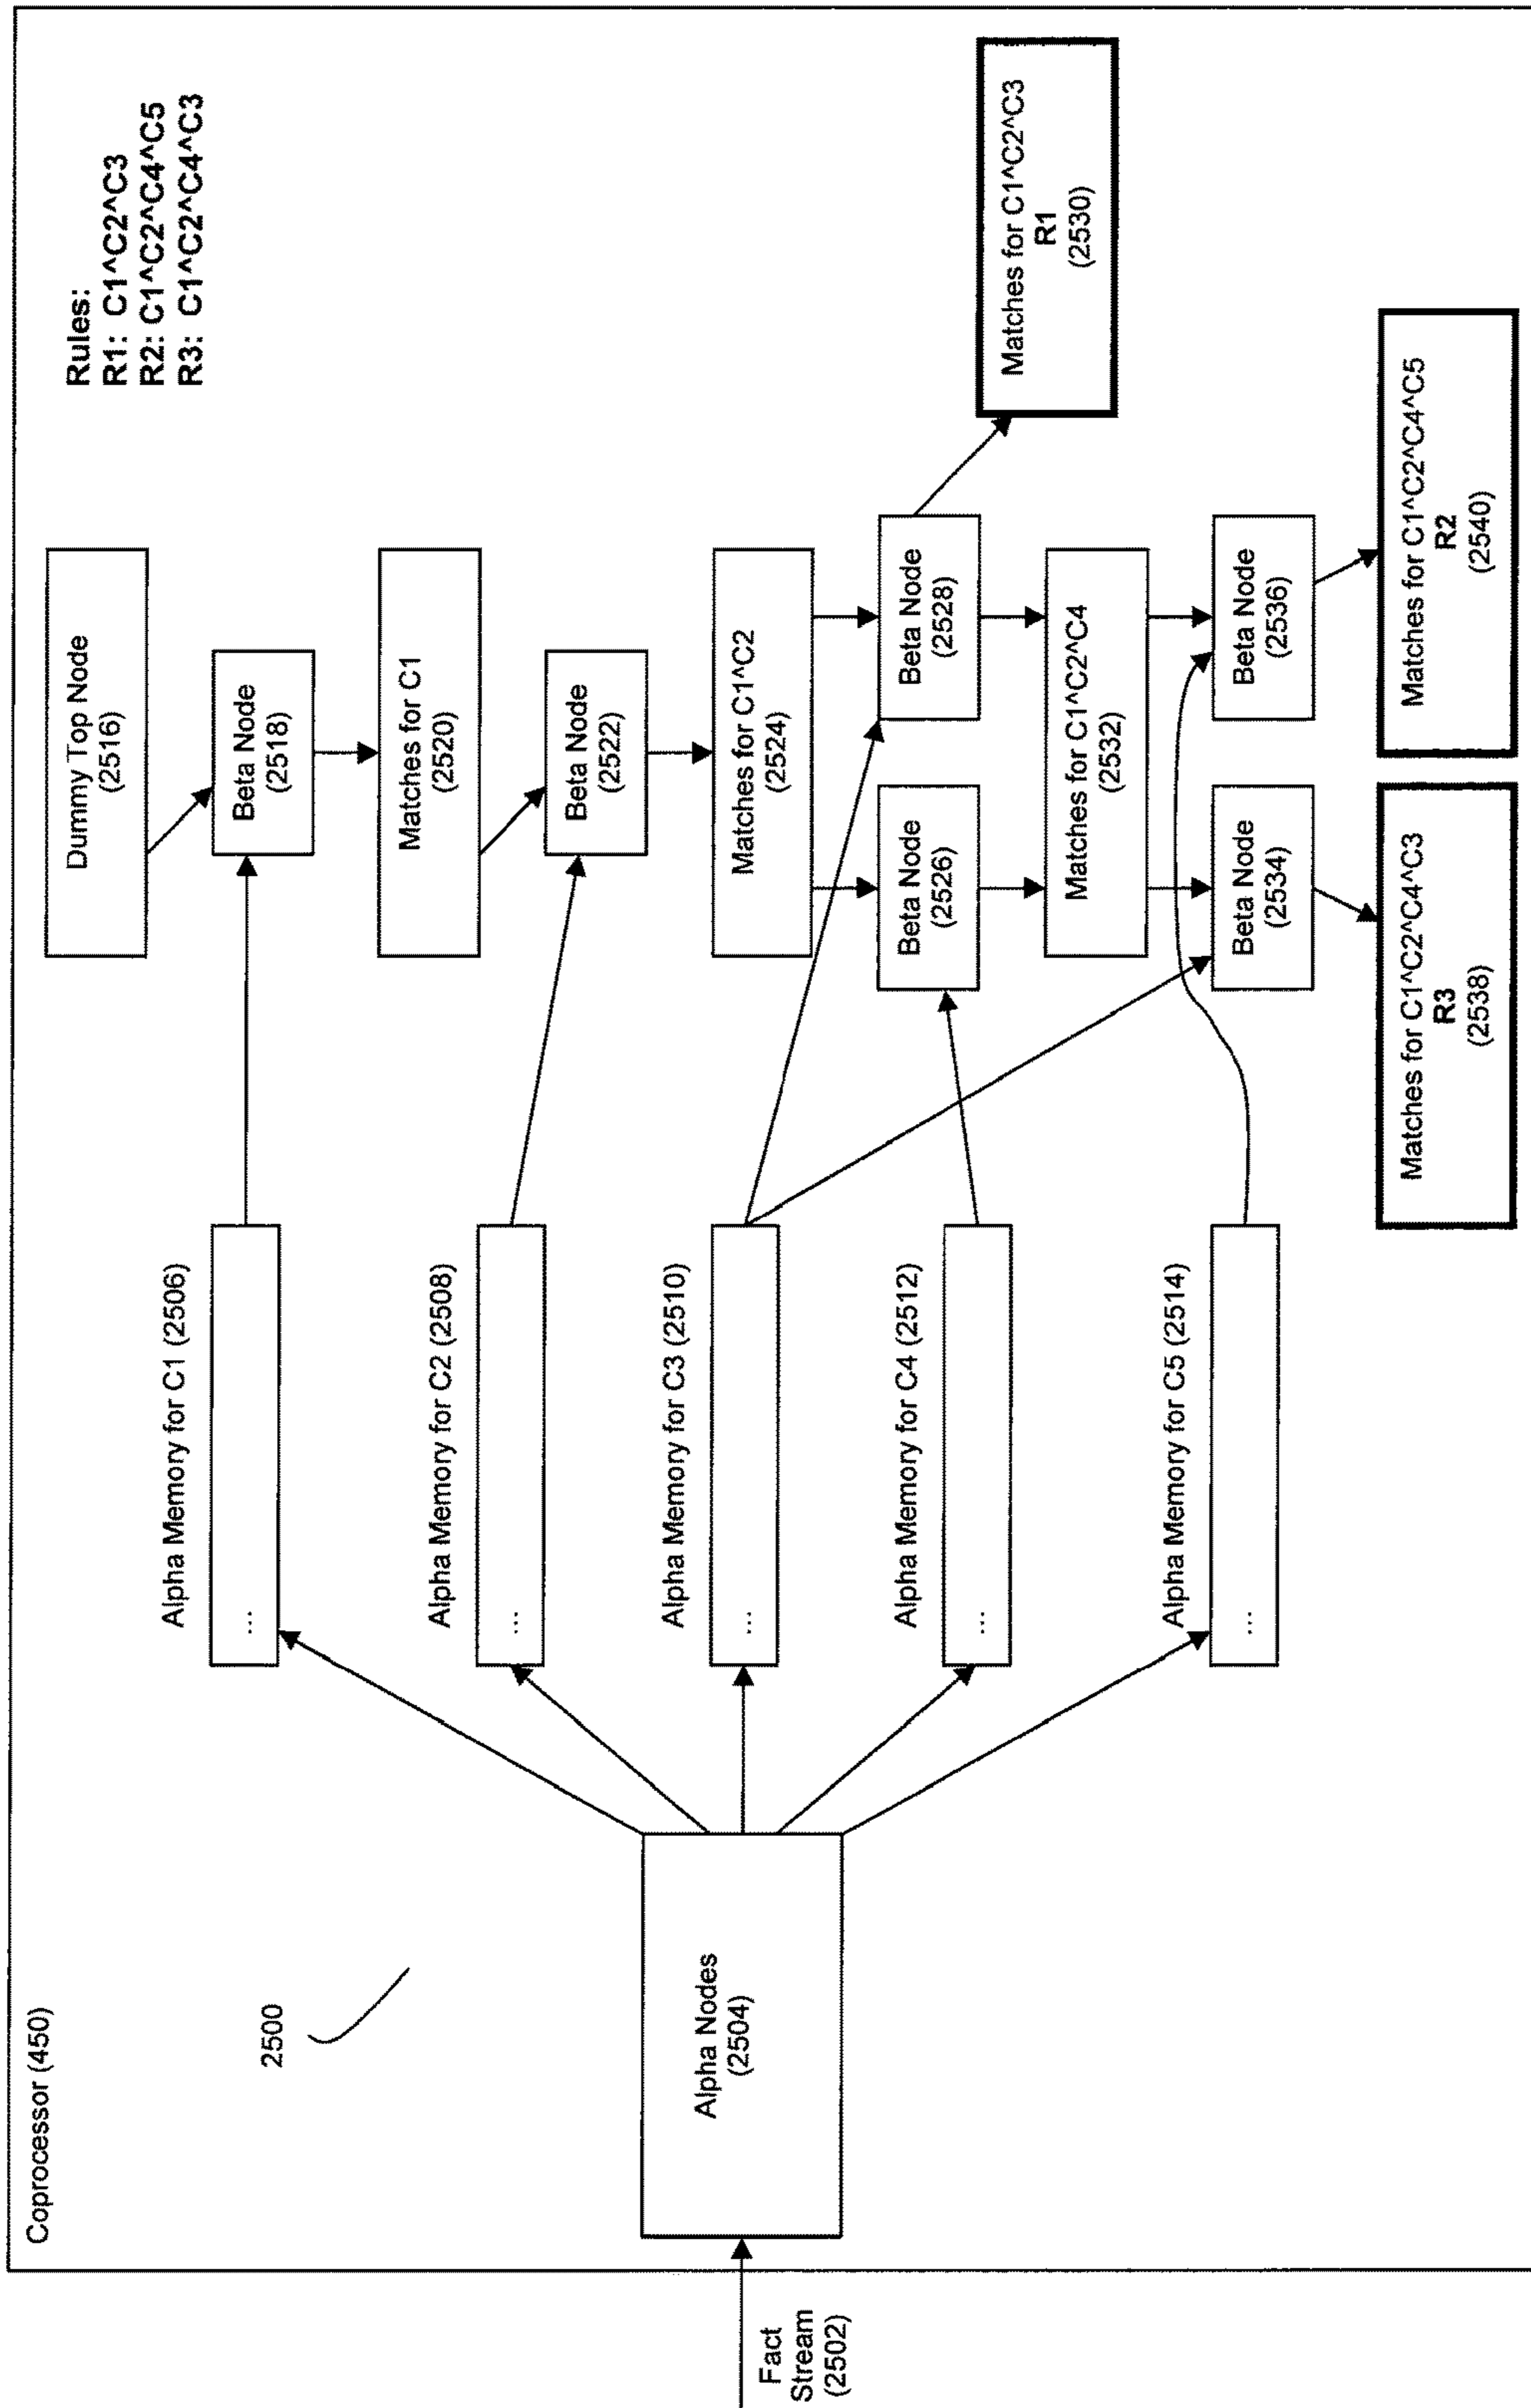 Coprocessor (450)
2500
Rules:
R1: C1^C2^C3
R2: C1^C2^C4^C5
R3: C1^C2^C4^C3
Fact
Stream
(2502)
Alpha Nodes
(2504)
Alpha Memory for C1 (2506)
...
Alpha Memory for C2 (2508)
...
Alpha Memory for C3 (2510)
...
Alpha Memory for C4 (2512)
...
Alpha Memory for C5 (2514)
...
Dummy Top Node
(2516)
Beta Node
(2518)
Matches for C1
(2520)
Beta Node
(2522)
Matches for C1^C2
(2524)
Beta Node
(2526)
Beta Node
(2528)
Matches for C1^C2^C3
R1
(2530)
Matches for C1^C2^C4
(2532)
Beta Node
(2534)
Beta Node
(2536)
Matches for C1^C2^C4^C3
R3
(2538)
Matches for C1^C2^C4^C5
R2
(2540)